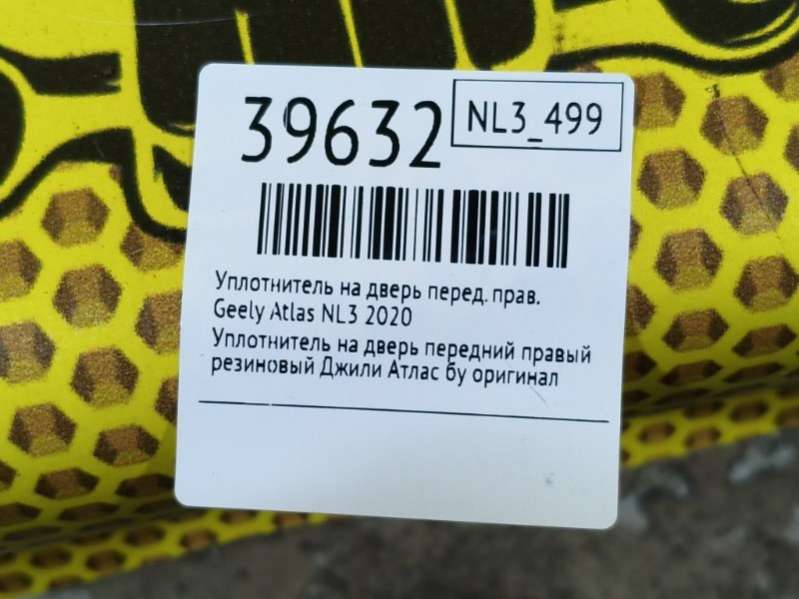 39632
NL3_499
Уплотнитель на дверь перед. прав.
Geely Atlas NL3 2020
Уплотнитель на дверь передний правый
резиновый Джили Атлас бу оригинал